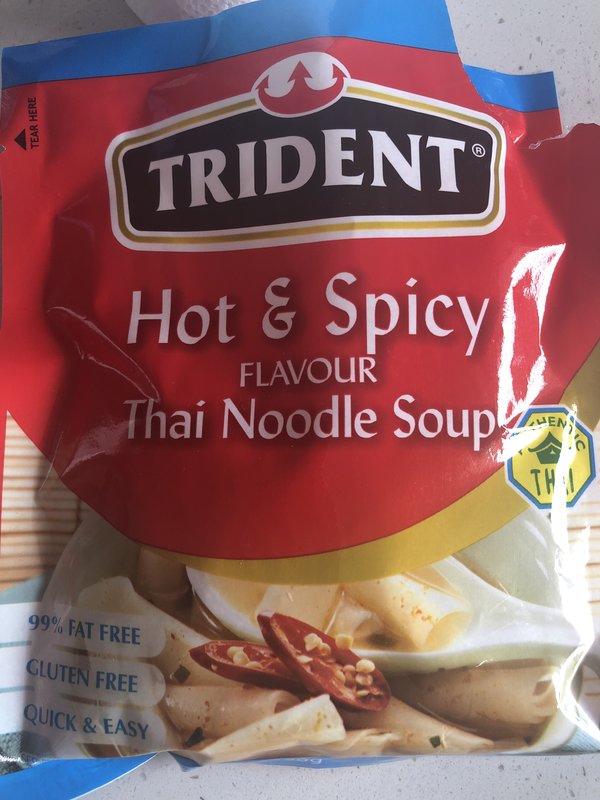 TEAR HERE
TRIDENT®
Hot & Spicy
FLAVOUR
Thai Noodle Soup
THAI
99% FAT FREE
GLUTEN FREE
QUICK & EASY